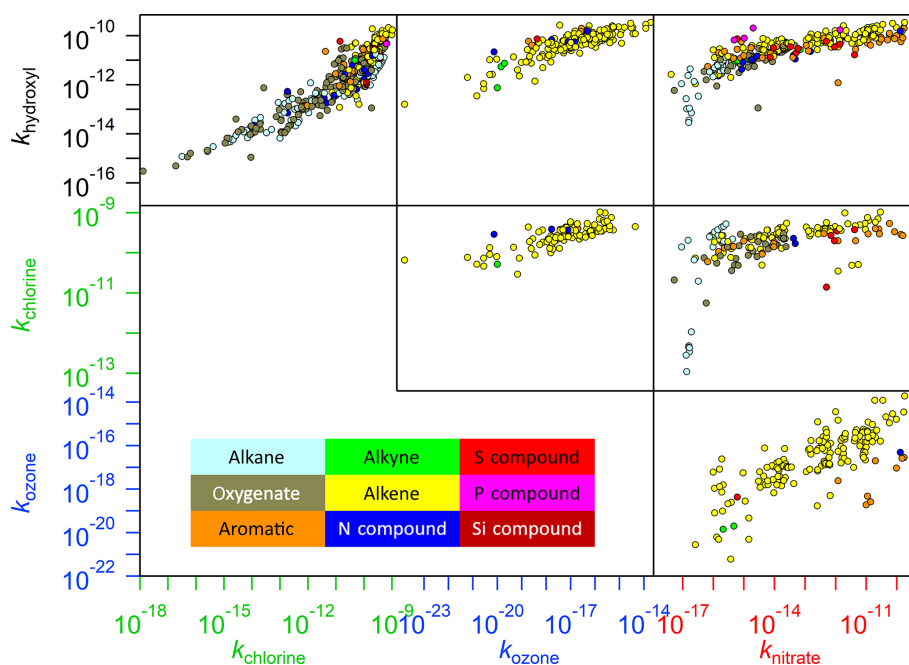 k_hydroxyl
10⁻¹⁰
10⁻¹²
10⁻¹⁴
10⁻¹⁶
k_chlorine
10⁻⁹
10⁻¹¹
10⁻¹³
k_ozone
10⁻¹⁴
10⁻¹⁶
10⁻¹⁸
10⁻²⁰
10⁻²²
Alkane Alkyne S compound
Oxygenate Alkene P compound
Aromatic N compound Si compound
10⁻¹⁸ 10⁻¹⁵ 10⁻¹² 10⁻⁹ 10⁻²³ 10⁻²⁰ 10⁻¹⁷ 10⁻¹⁴ 10⁻¹⁷ 10⁻¹⁴ 10⁻¹¹
k_chlorine k_ozone k_nitrate